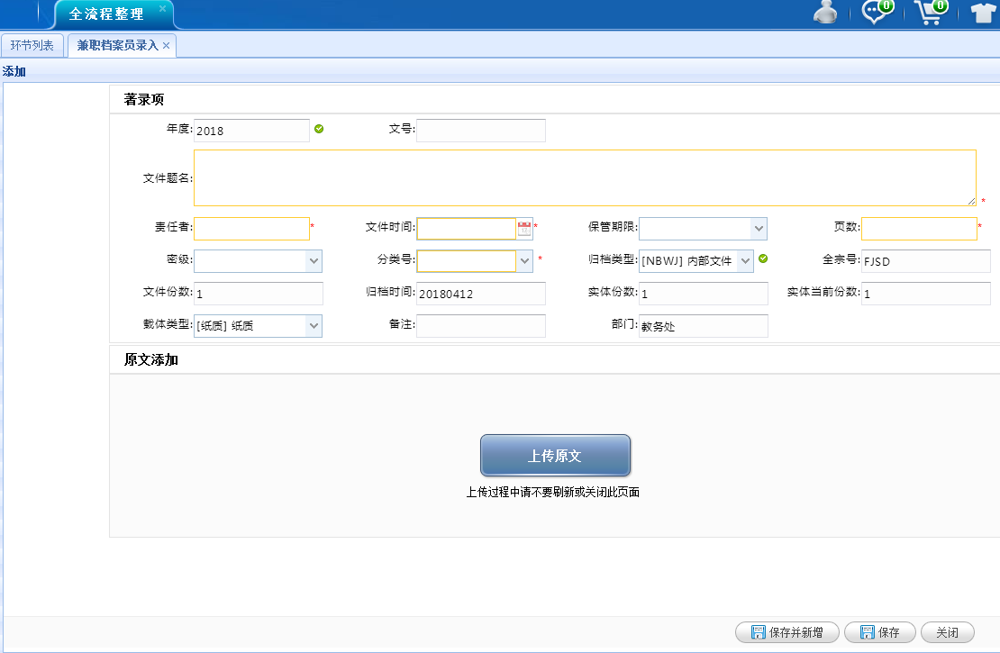 全流程整理
0
0
环节列表 兼职档案员录入
添加
著录项
年度: 2018 文号:
文件题名: *
责任者: * 文件时间: * 保管期限: 页数: *
密级: 分类号: * 归档类型: [NBWJ] 内部文件 全宗号: FJSD
文件份数: 1 归档时间: 20180412 实体份数: 1 实体当前份数: 1
载体类型: [纸质] 纸质 备注: 部门: 教务处
原文添加
上传原文
上传过程中请不要刷新或关闭此页面
保存并新增 保存 关闭